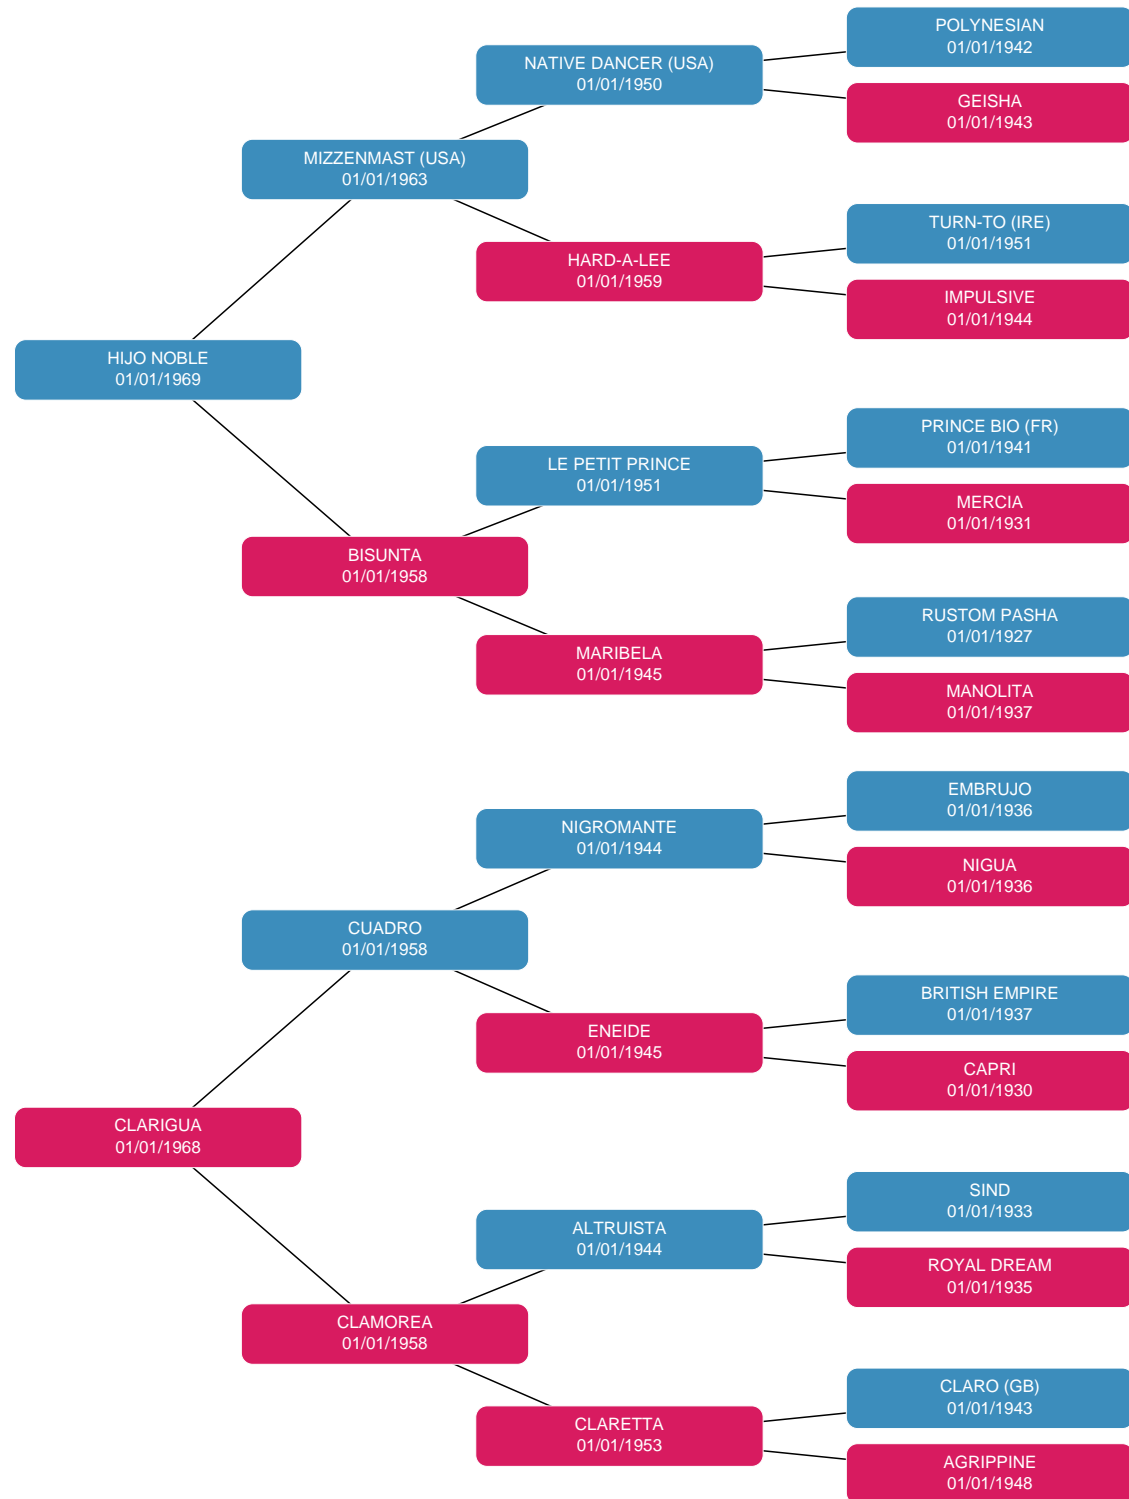 POLYNESIAN
01/01/1942
NATIVE DANCER (USA)
01/01/1950
GEISHA
01/01/1943
MIZZENMAST (USA)
01/01/1963
TURN-TO (IRE)
01/01/1951
HARD-A-LEE
01/01/1959
IMPULSIVE
01/01/1944
HIJO NOBLE
01/01/1969
PRINCE BIO (FR)
01/01/1941
LE PETIT PRINCE
01/01/1951
MERCIA
01/01/1931
BISUNTA
01/01/1958
RUSTOM PASHA
01/01/1927
MARIBELA
01/01/1945
MANOLITA
01/01/1937
EMBRUJO
01/01/1936
NIGROMANTE
01/01/1944
NIGUA
01/01/1936
CUADRO
01/01/1958
BRITISH EMPIRE
01/01/1937
ENEIDE
01/01/1945
CAPRI
01/01/1930
CLARIGUA
01/01/1968
SIND
01/01/1933
ALTRUISTA
01/01/1944
ROYAL DREAM
01/01/1935
CLAMOREA
01/01/1958
CLARO (GB)
01/01/1943
CLARETTA
01/01/1953
AGRIPPINE
01/01/1948